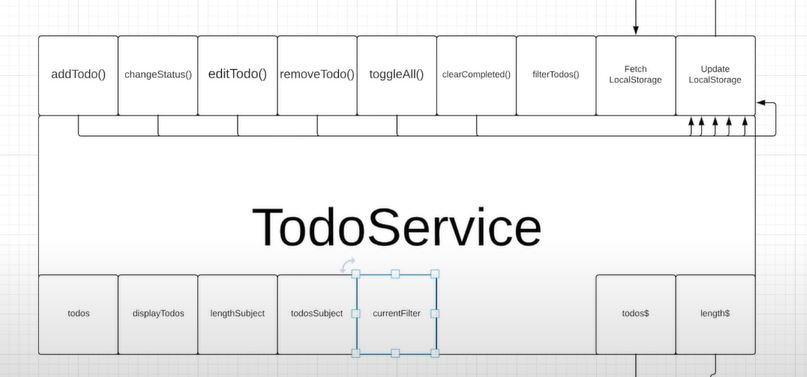 addTodo()
changeStatus()
editTodo()
removeTodo()
toggleAll()
clearCompleted()
filterTodos()
Fetch
LocalStorage
Update
LocalStorage
TodoService
todos
displayTodos
lengthSubject
todosSubject
currentFilter
todos$
length$